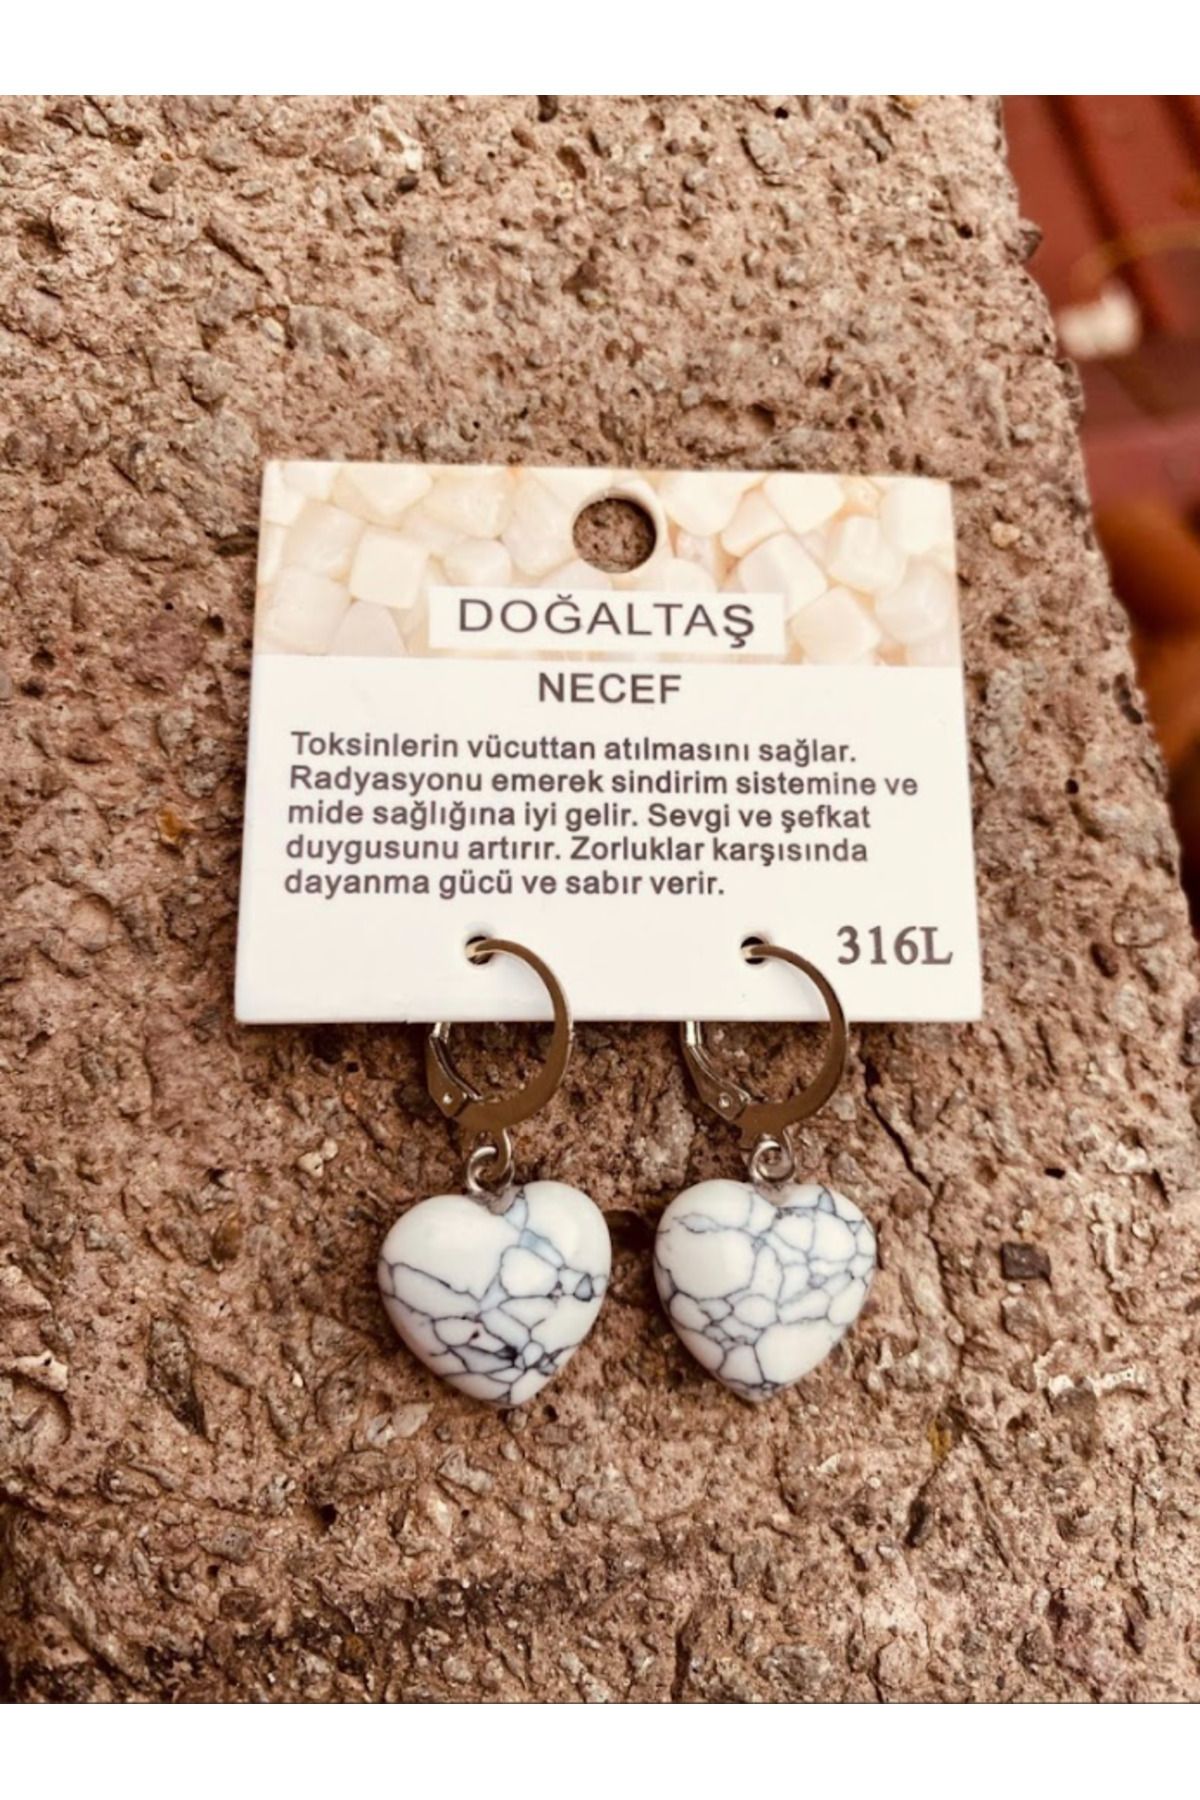 DOĞALTAŞ
NECEF
Toksinlerin vücuttan atılmasını sağlar.
Radyasyonu emerek sindirim sistemine ve
mide sağlığına iyi gelir. Sevgi ve şefkat
duygusunu artırır. Zorluklar karşısında
dayanma gücü ve sabır verir.
316L